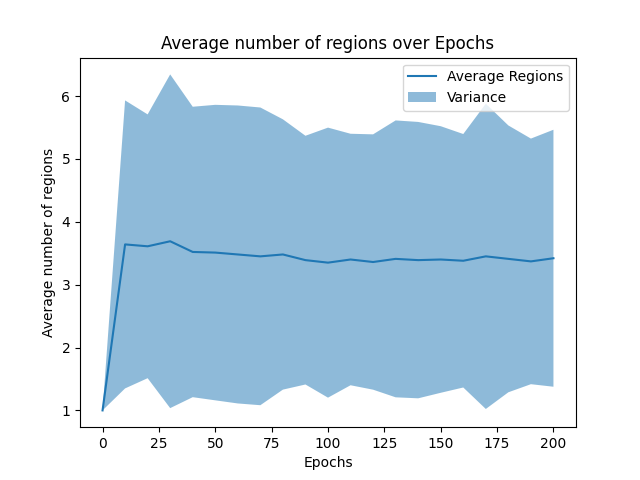 Average number of regions over Epochs
Average Regions
Variance
Average number of regions
6
5
4
3
2
1
0 25 50 75 100 125 150 175 200
Epochs